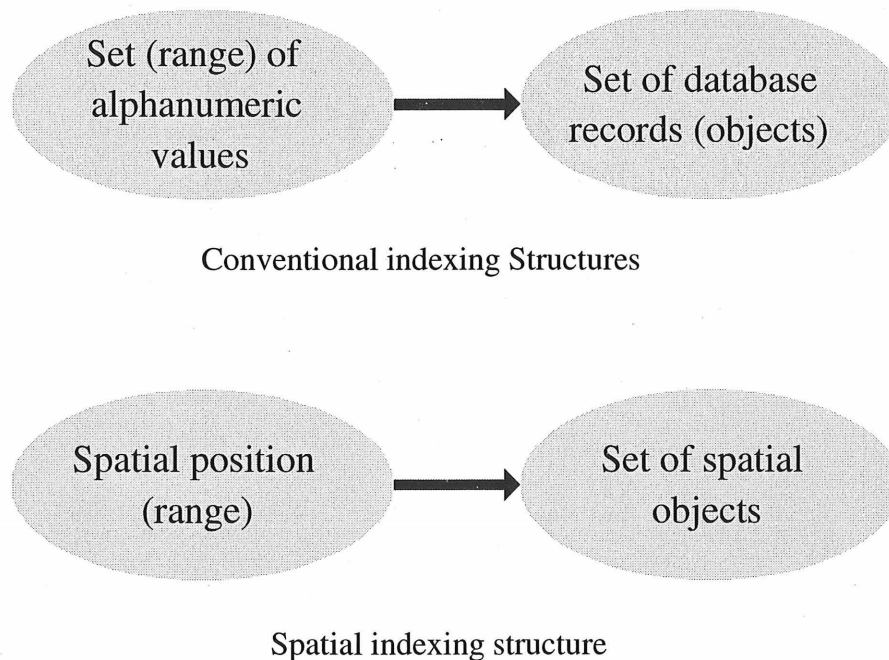 Set (range) of
alphanumeric
values
Set of database
records (objects)
Conventional indexing Structures
Spatial position
(range)
Set of spatial
objects
Spatial indexing structure